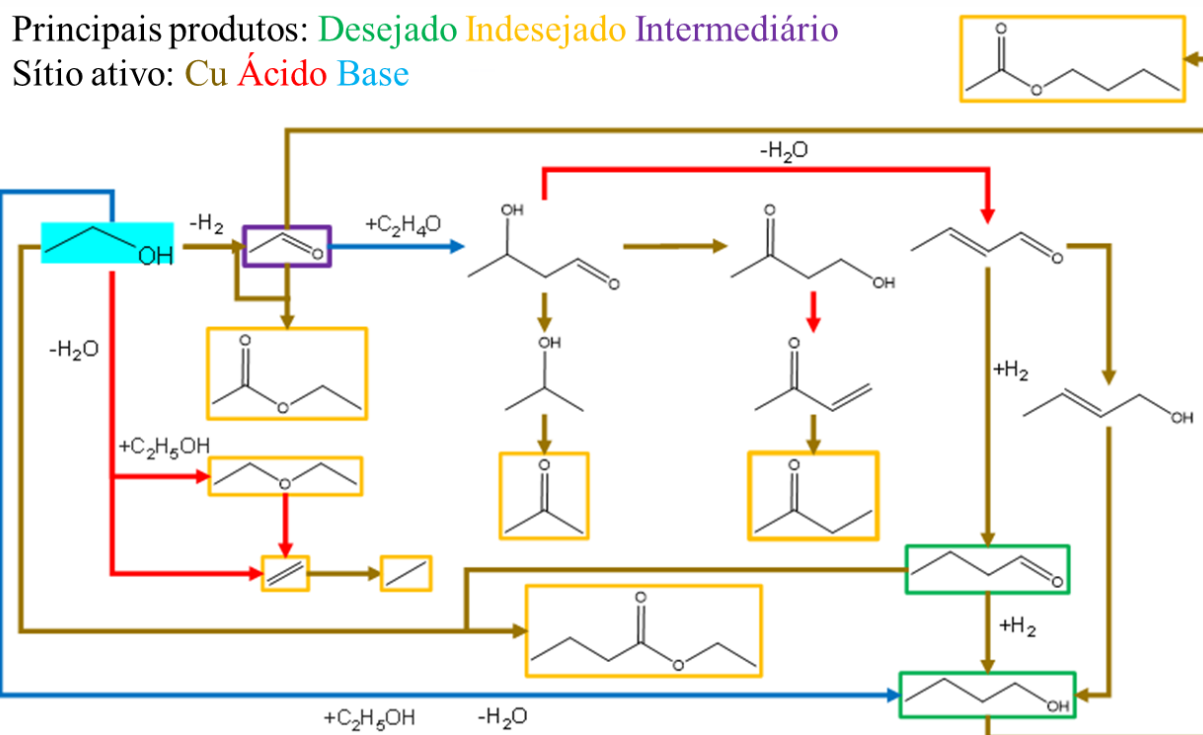 Principais produtos: Desejado Indesejado Intermediário
Sítio ativo: Cu Ácido Base
O
O
-H₂O
-H₂
+C₂H₄O
OH
O
OH
O
O
O
OH
O
-H₂O
O
O
OH
O
+H₂
OH
+C₂H₅OH
O
O
O
O
O
O
+H₂
OH
+C₂H₅OH
-H₂O